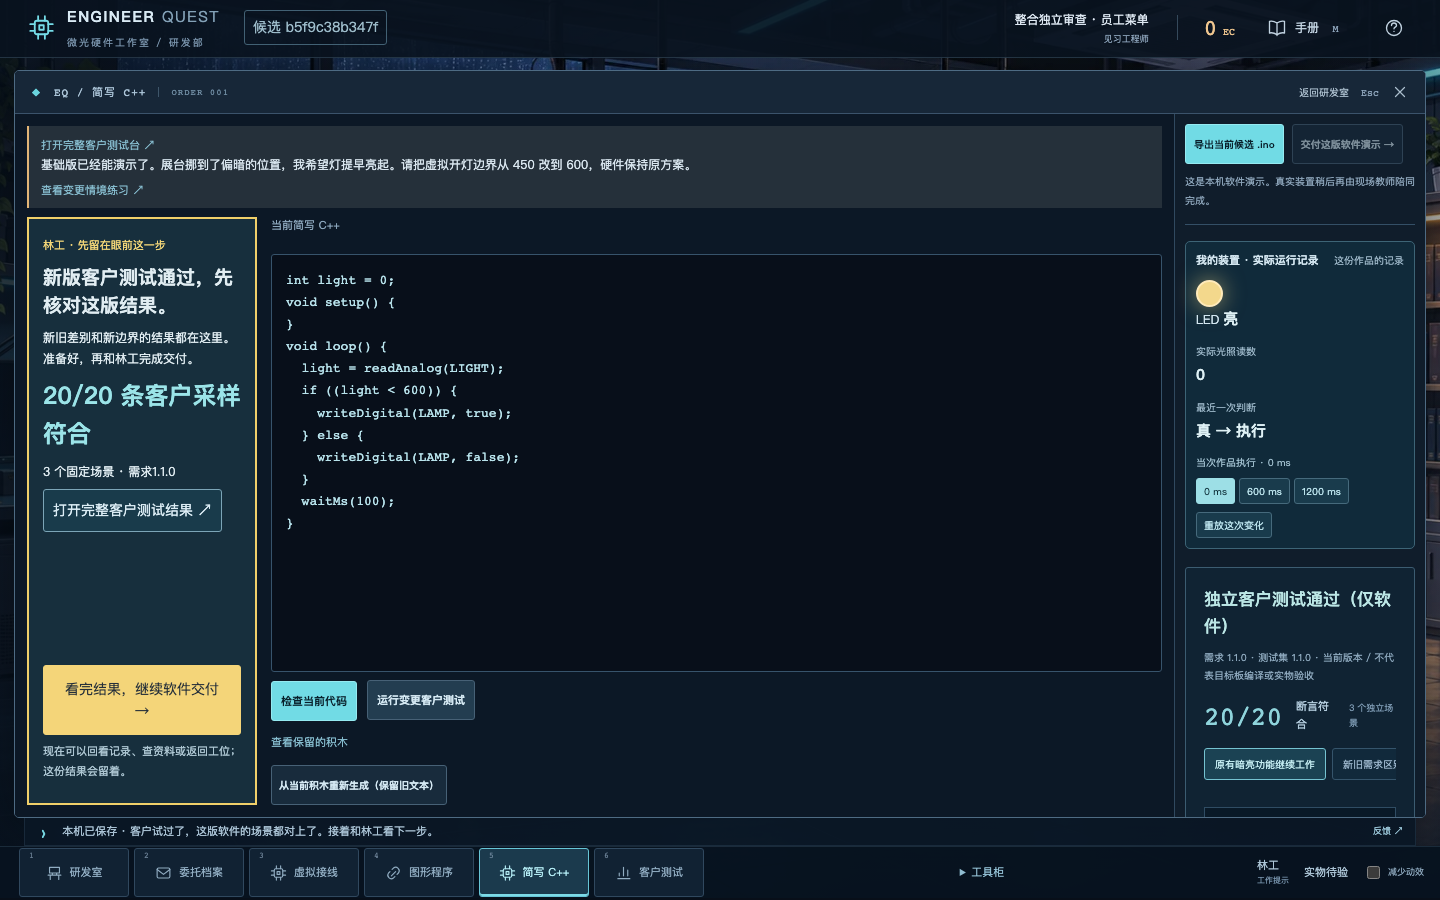 ENGINEER QUEST
微光硬件工作室 / 研发部
候选 b5f9c38b347f
整合独立审查 · 员工菜单
见习工程师
0 EC
手册 M
EQ / 简写 C++ ORDER 001
返回研发室 Esc
打开完整客户测试台 ↗
基础版已经能演示了。展台挪到了偏暗的位置，我希望灯提早亮起。请把虚拟开灯边界从 450 改到 600，硬件保持原方案。
查看变更情境练习 ↗
林工 · 先留在眼前这一步
新版客户测试通过，先
核对这版结果。
新旧差别和新边界的结果都在这里。
准备好，再和林工完成交付。
20/20 条客户采样
符合
3 个固定场景 · 需求1.1.0
打开完整客户测试结果 ↗
看完结果，继续软件交付
→
现在可以回看记录、查资料或返回工位；
这份结果会留着。
当前简写 C++
int light = 0;
void setup() {
}
void loop() {
  light = readAnalog(LIGHT);
  if ((light < 600)) {
    writeDigital(LAMP, true);
  } else {
    writeDigital(LAMP, false);
  }
  waitMs(100);
}
检查当前代码
运行变更客户测试
查看保留的积木
从当前积木重新生成（保留旧文本）
导出当前候选 .ino
交付这版软件演示 →
这是本机软件演示。真实装置稍后再由现场教师陪同
完成。
我的装置 · 实际运行记录 这份作品的记录
LED 亮
实际光照读数
0
最近一次判断
真 → 执行
当次作品执行 · 0 ms
0 ms
600 ms
1200 ms
重放这次变化
独立客户测试通过（仅软
件）
需求 1.1.0 · 测试集 1.1.0 · 当前版本 / 不代
表目标板编译或实物验收
20/20 断言符合 3 个独立场景
原有暗亮功能继续工作
新旧需求区别
本机已保存 · 客户试过了，这版软件的场景都对上了。接着和林工看下一步。
反馈 ↗
1 研发室
2 委托档案
3 虚拟接线
4 图形程序
5 简写 C++
6 客户测试
▶ 工具柜
林工
工作提示
实物待验
减少动效